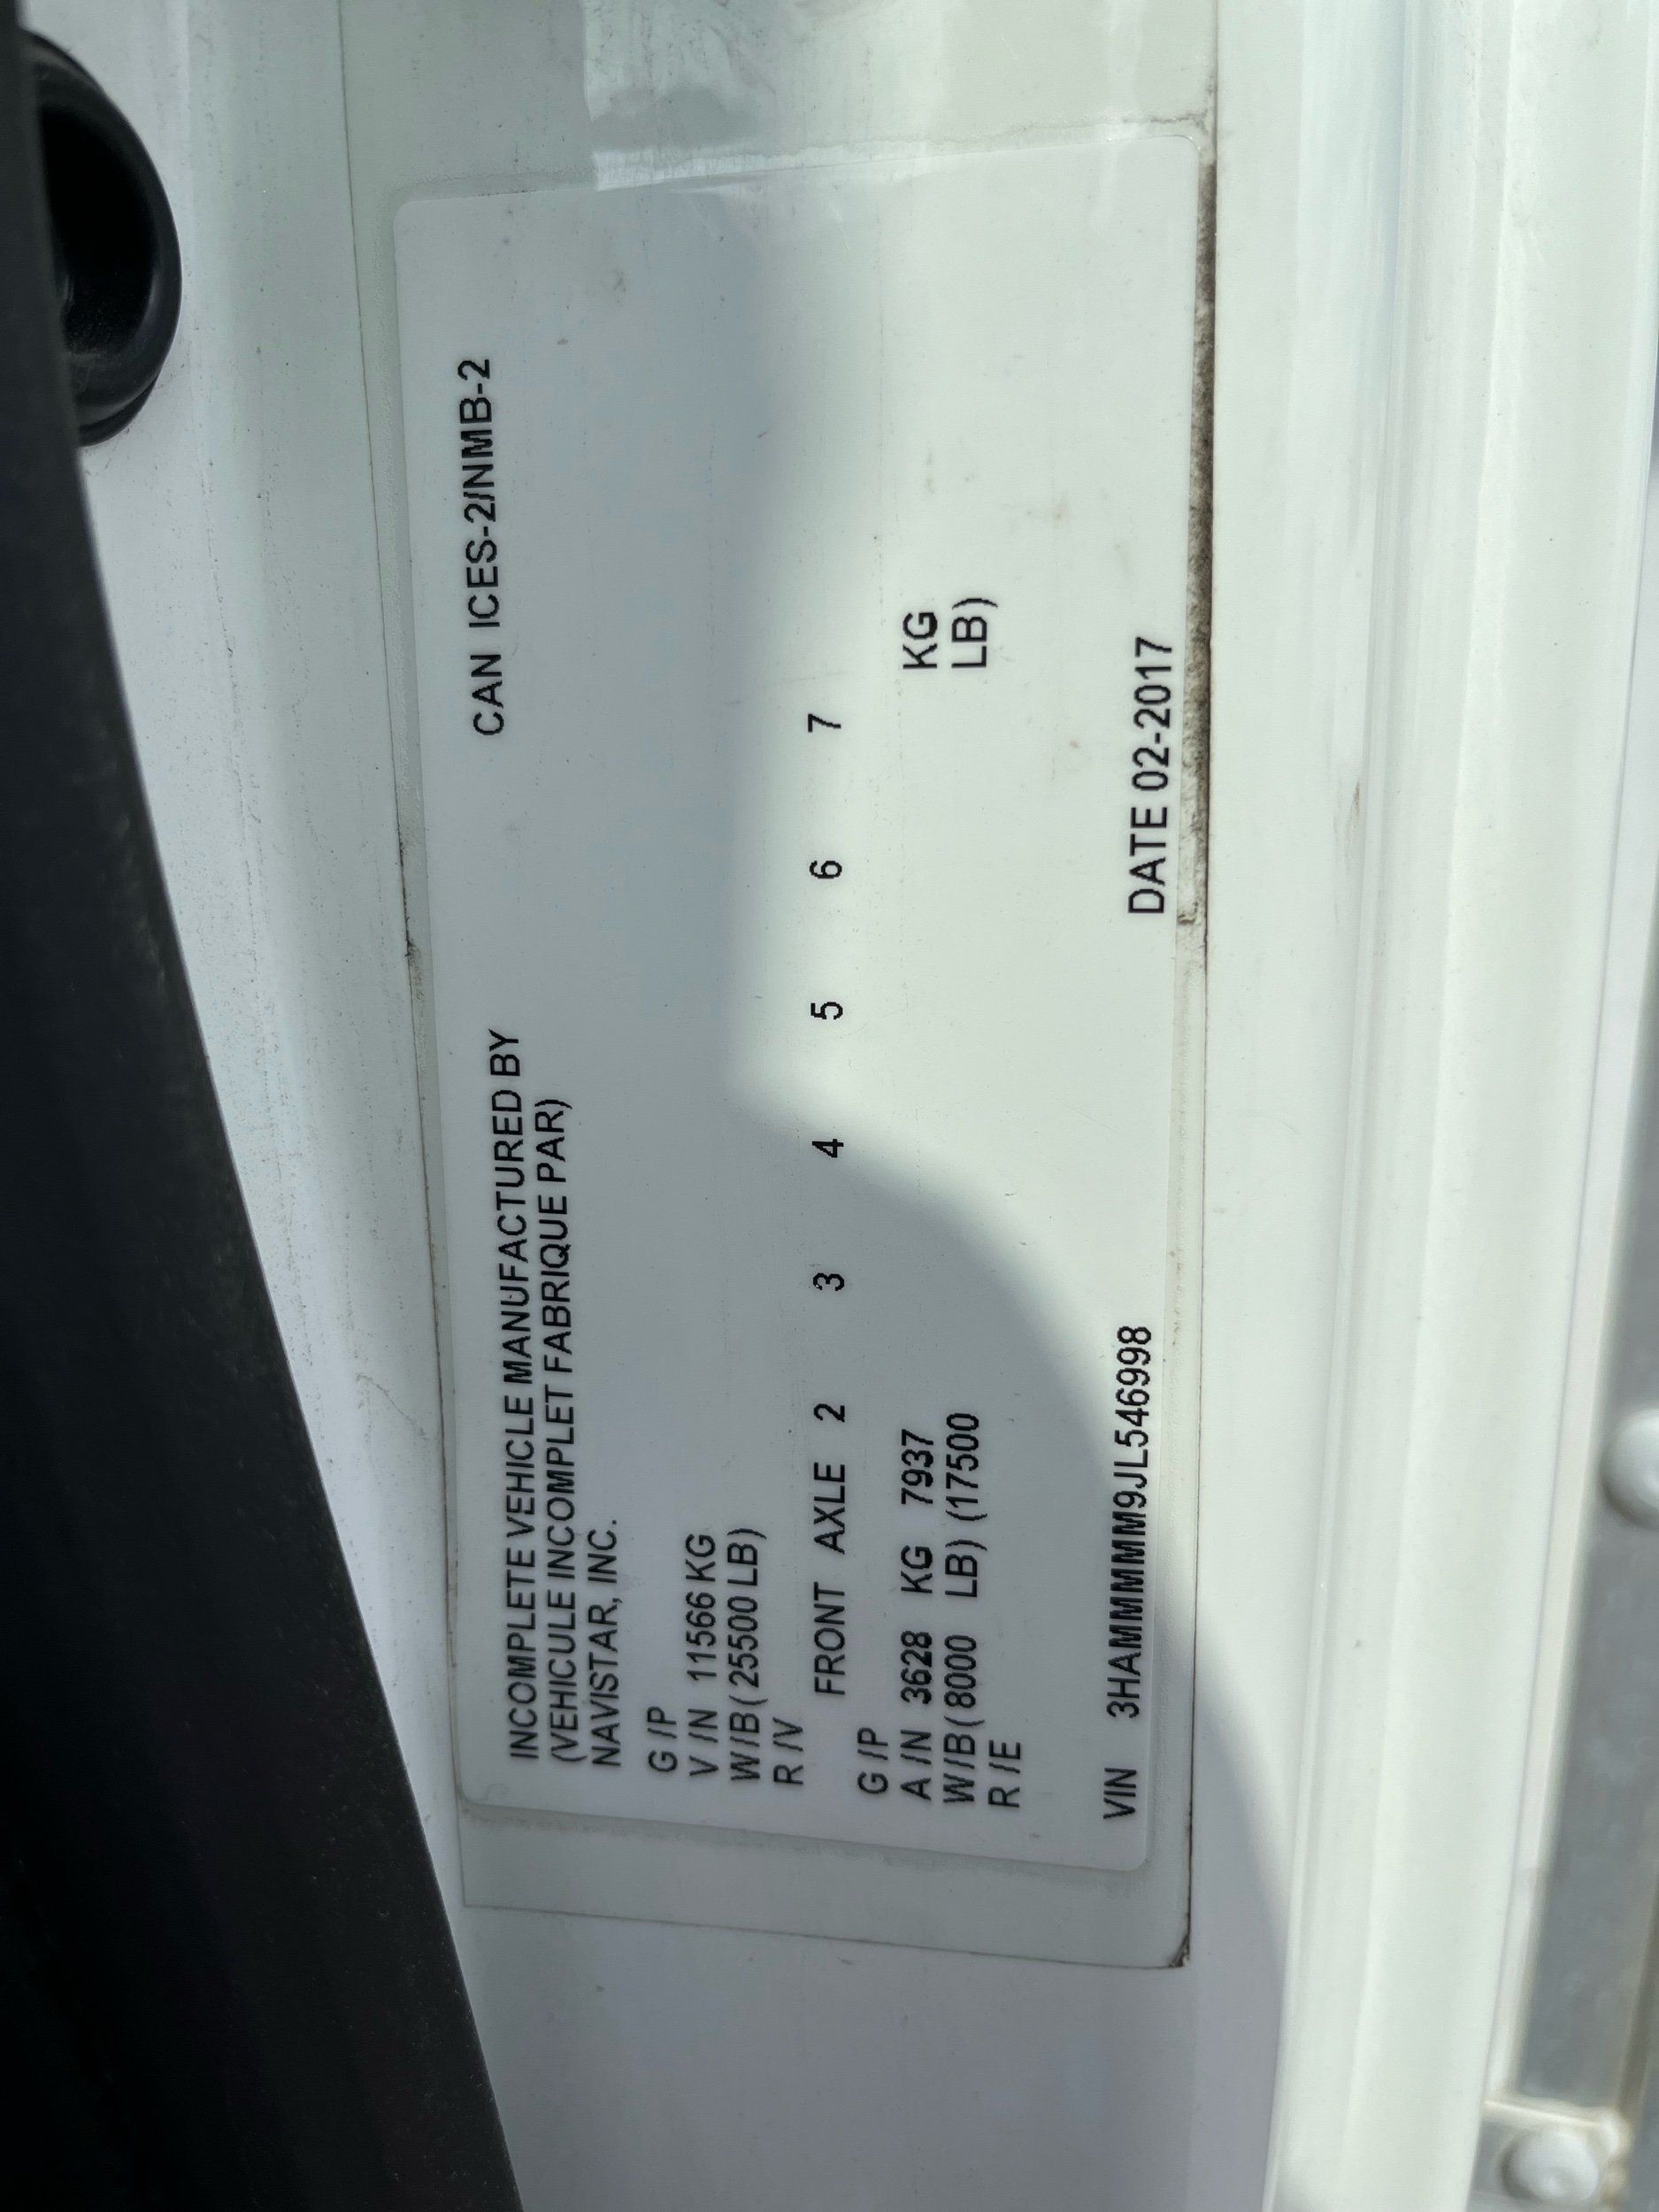 CAN ICES-2/NMB-2
INCOMPLETE VEHICLE MANUFACTURED BY
(VEHICULE INCOMPLET FABRIQUE PAR)
NAVISTAR, INC.
G /P
V /N 11566 KG
W/B( 25500 LB)
R /V
FRONT AXLE 2 3 4 5 6 7
G /P
A /N 3628 KG 7937 KG
W/B( 8000 LB) (17500 LB)
R /E
VIN 3HAMMMMM9JL546998 DATE 02-2017